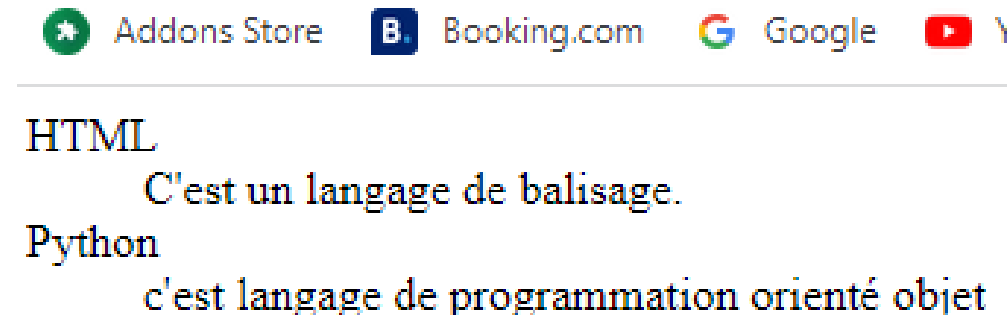 Addons Store B. Booking.com Google
HTML
C'est un langage de balisage.
Python
c'est langage de programmation orienté objet